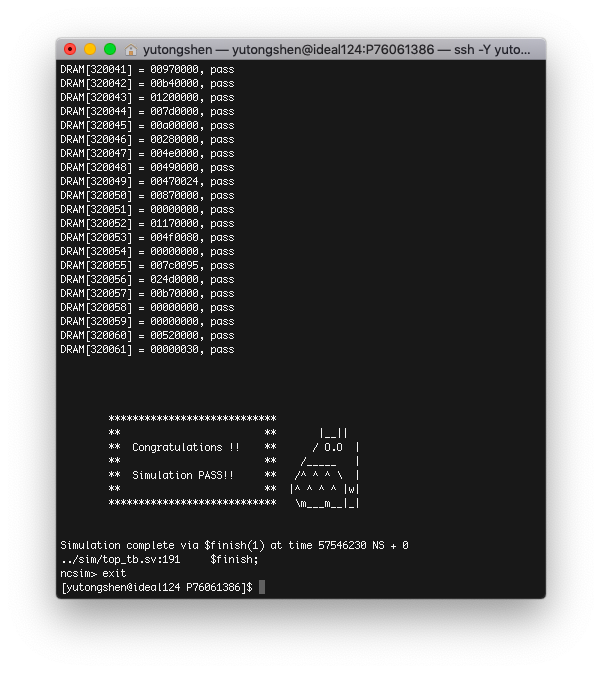 yutongshen — yutongshen@ideal124:P76061386 — ssh -Y yuto...
DRAM[320041] = 00970000, pass
DRAM[320042] = 00b40000, pass
DRAM[320043] = 01200000, pass
DRAM[320044] = 007d0000, pass
DRAM[320045] = 00a00000, pass
DRAM[320046] = 00280000, pass
DRAM[320047] = 004e0000, pass
DRAM[320048] = 00490000, pass
DRAM[320049] = 00470024, pass
DRAM[320050] = 00870000, pass
DRAM[320051] = 00000000, pass
DRAM[320052] = 01170000, pass
DRAM[320053] = 004f0080, pass
DRAM[320054] = 00000000, pass
DRAM[320055] = 007c0095, pass
DRAM[320056] = 024d0000, pass
DRAM[320057] = 00b70000, pass
DRAM[320058] = 00000000, pass
DRAM[320059] = 00000000, pass
DRAM[320060] = 00520000, pass
DRAM[320061] = 00000030, pass
****************************
**                        **       |__||
**  Congratulations !!    **      / O.O  |
**                        **    /_____   |
**  Simulation PASS!!     **   /^ ^ ^ \  |
**                        **  |^ ^ ^ ^ |w|
****************************   \m___m__|_|
Simulation complete via $finish(1) at time 57546230 NS + 0
../sim/top_tb.sv:191     $finish;
ncsim> exit
[yutongshen@ideal124 P76061386]$